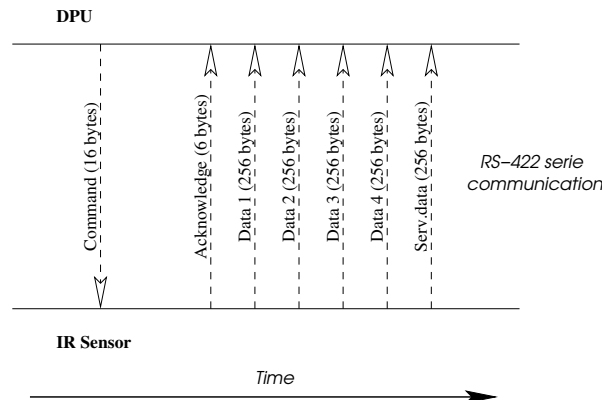 DPU
Command (16 bytes)
Acknowledge (6 bytes)
Data 1 (256 bytes)
Data 2 (256 bytes)
Data 3 (256 bytes)
Data 4 (256 bytes)
Serv.data (256 bytes)
RS–422 serie
communication
IR Sensor
Time